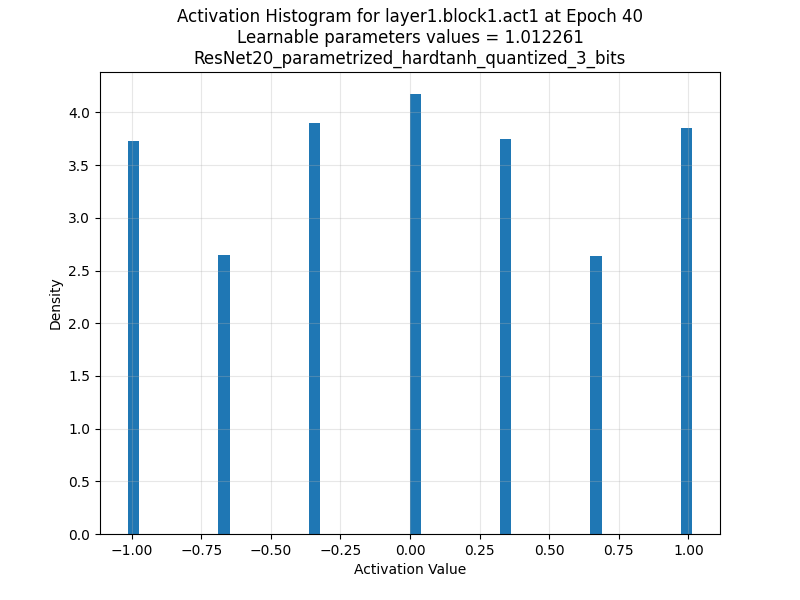 Activation Histogram for layer1.block1.act1 at Epoch 40
Learnable parameters values = 1.012261
ResNet20_parametrized_hardtanh_quantized_3_bits
4.0
3.5
3.0
2.5
2.0
1.5
1.0
0.5
0.0
Density
−1.00 −0.75 −0.50 −0.25 0.00 0.25 0.50 0.75 1.00
Activation Value